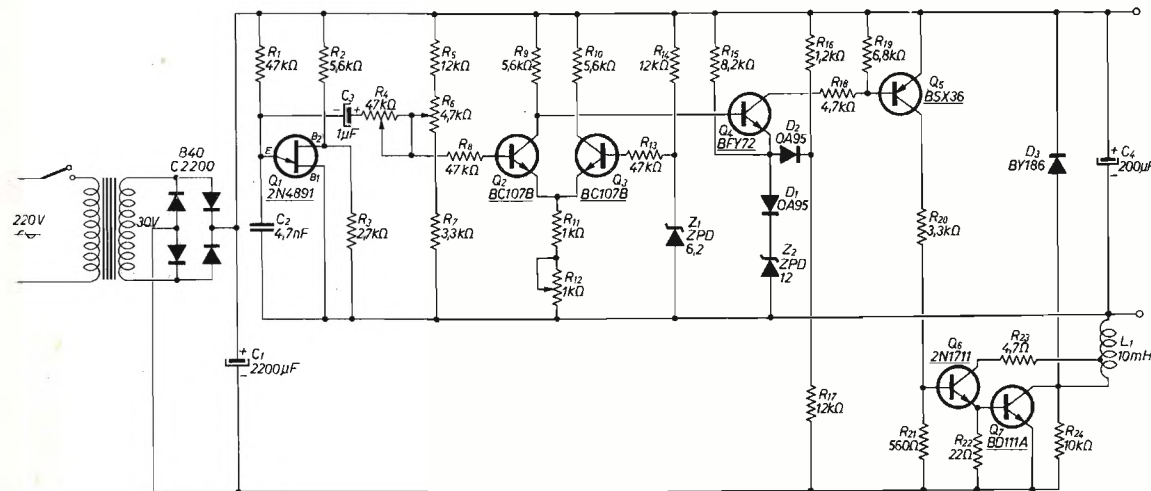 220V
30V
B40
C2200
+
C1
2200µF
-
R1
47kΩ
R2
5,6kΩ
C3
- +
1µF
R4
47kΩ
R5
12kΩ
R6
4,7kΩ
E
B2
B1
Q1
2N4891
C2
4,7nF
R3
2,7kΩ
R7
3,3kΩ
R8
47kΩ
R9
5,6kΩ
R10
5,6kΩ
Q2
BC107B
Q3
BC107B
R11
1kΩ
R12
1kΩ
R13
47kΩ
R14
12kΩ
Z1
ZPD
6,2
R15
8,2kΩ
Q4
BFY72
D2
OA95
D1
OA95
Z2
ZPD
12
R16
1,2kΩ
R17
12kΩ
R18
4,7kΩ
R19
6,8kΩ
Q5
BSX36
R20
3,3kΩ
R21
560Ω
Q6
2N1711
R22
22Ω
R23
4,7Ω
Q7
BD111A
R24
10kΩ
D3
BY186
+
C4
200µF
-
L1
10mH